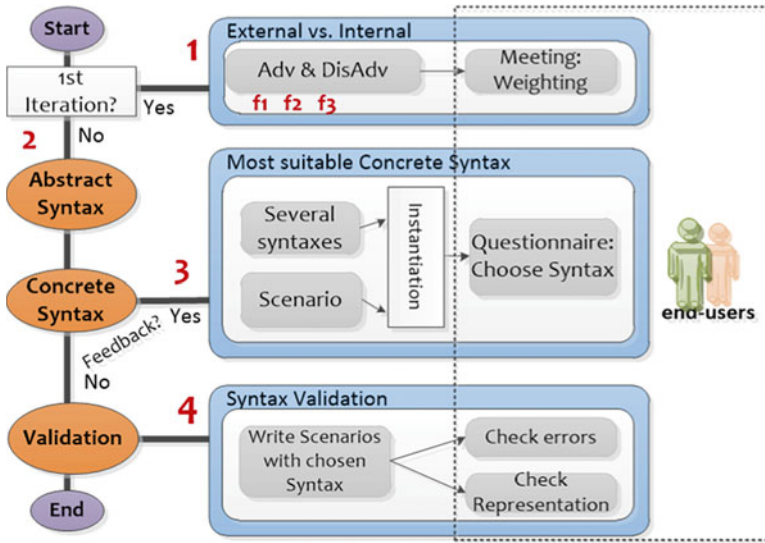 Start
1st
Iteration?
Yes
No
1
External vs. Internal
Adv & DisAdv
f1 f2 f3
Meeting:
Weighting
2
Abstract
Syntax
Concrete
Syntax
3
Feedback?
Yes
No
Most suitable Concrete Syntax
Several
syntaxes
Scenario
Instantiation
Questionnaire:
Choose Syntax
end-users
Validation
4
Syntax Validation
Write Scenarios
with chosen
Syntax
Check errors
Check
Representation
End